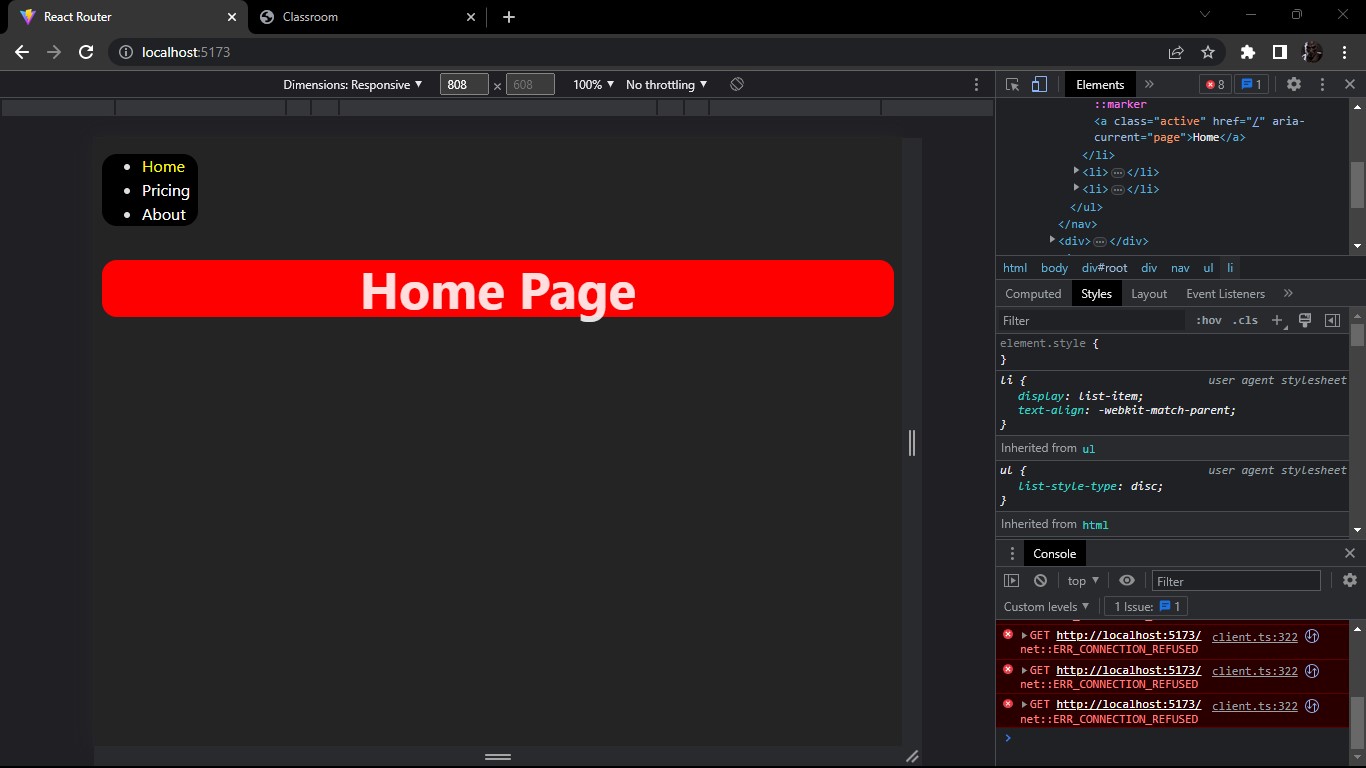 React Router
Classroom
localhost:5173
Dimensions: Responsive
808
×
608
100%
No throttling
Home
Pricing
About
Home Page
Elements
8
1
::marker
<a class="active" href="/" aria-
current="page">Home</a>
</li>
<li> … </li>
<li> … </li>
</ul>
</nav>
<div> … </div>
html body div#root div nav ul li
Computed Styles Layout Event Listeners
Filter
:hov .cls
element.style {
}
li { user agent stylesheet
display: list-item;
text-align: -webkit-match-parent;
}
Inherited from ul
ul { user agent stylesheet
list-style-type: disc;
}
Inherited from html
Console
top
Filter
Custom levels
1 Issue: 1
GET http://localhost:5173/ client.ts:322
net::ERR_CONNECTION_REFUSED
GET http://localhost:5173/ client.ts:322
net::ERR_CONNECTION_REFUSED
GET http://localhost:5173/ client.ts:322
net::ERR_CONNECTION_REFUSED